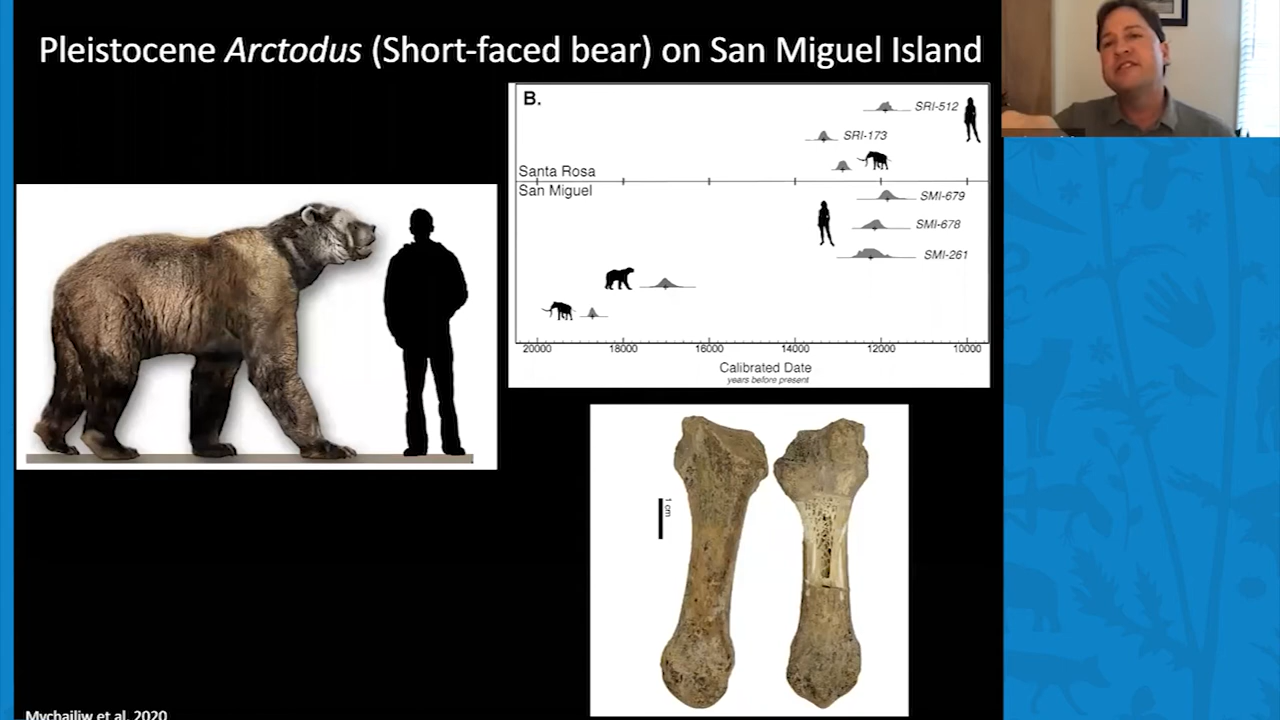 Pleistocene Arctodus (Short-faced bear) on San Miguel Island
B.
SRI-512
SRI-173
Santa Rosa
San Miguel
SMI-679
SMI-678
SMI-261
20000 18000 16000 14000 12000 10000
Calibrated Date
years before present
1 cm
Mychajliw et al. 2020